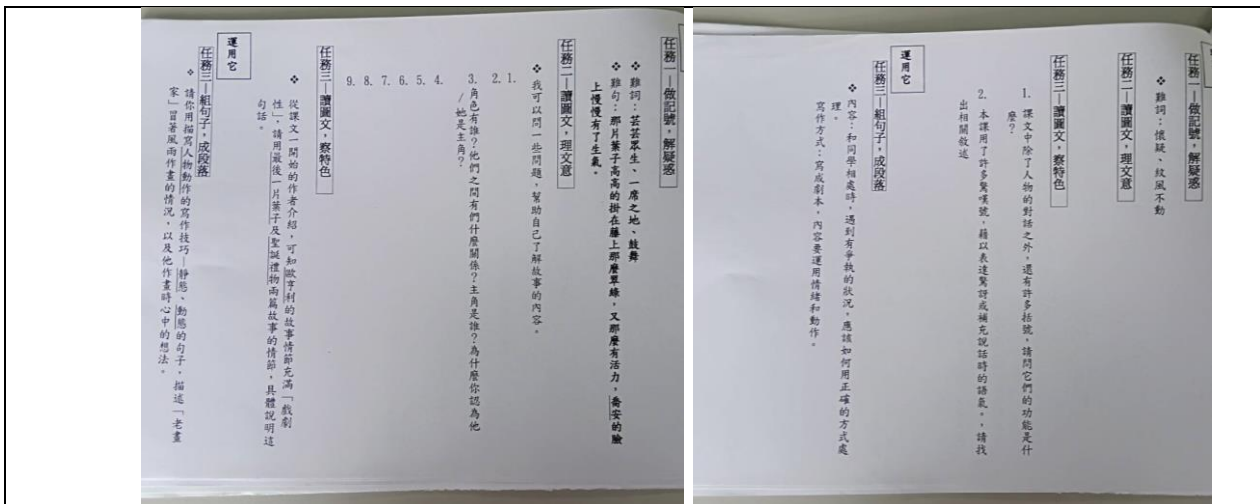 任務一－做記號，解疑惑
❖ 難詞：芸芸眾生、一席之地、鼓舞
❖ 難句：那片葉子高高的掛在藤上那麼翠綠，又那麼有活力，喬安的臉
上慢慢有了生氣。
任務二－讀圖文，理文意
❖ 我可以問一些問題，幫助自己了解故事的內容。
1.
2.
3. 角色有誰？他們之間有們什麼關係？主角是誰？為什麼你認為他
/她是主角？
4.
5.
6.
7.
8.
9.
任務三－讀圖文，察特色
❖ 從課文一開始的作者介紹，可知歐亨利的故事情節充滿「戲劇
性」，請用最後一片葉子及聖誕禮物兩篇故事的情節，具體說明這
句話。
運用它
任務三－組句子，成段落
❖ 請你用描寫人物動作的寫作技巧－靜態、動態的句子，描述「老畫
家」冒著風雨作畫的情況，以及他作畫時心中的想法。
任務一－做記號，解疑惑
❖ 難詞：懷疑、紋風不動
任務二－讀圖文，理文意
任務三－讀圖文，察特色
1. 課文中除了人物的對話之外，還有許多括號，請問它們的功能是什
麼？
2. 本課用了許多驚嘆號，藉以表達驚訝或補充說話時的語氣。，請找
出相關敘述
運用它
任務三－組句子，成段落
❖ 內容：和同學相處時，遇到有爭執的狀況，應該如何用正確的方式處
理。
寫作方式：寫成劇本，內容要運用情緒和動作。